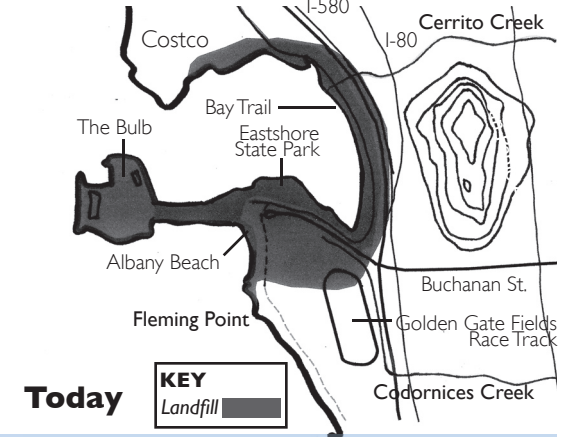 I-580
Cerrito Creek
Costco
I-80
Bay Trail
The Bulb
Eastshore
State Park
Albany Beach
Buchanan St.
Fleming Point
Golden Gate Fields
Race Track
Today
KEY
Landfill
Codornices Creek